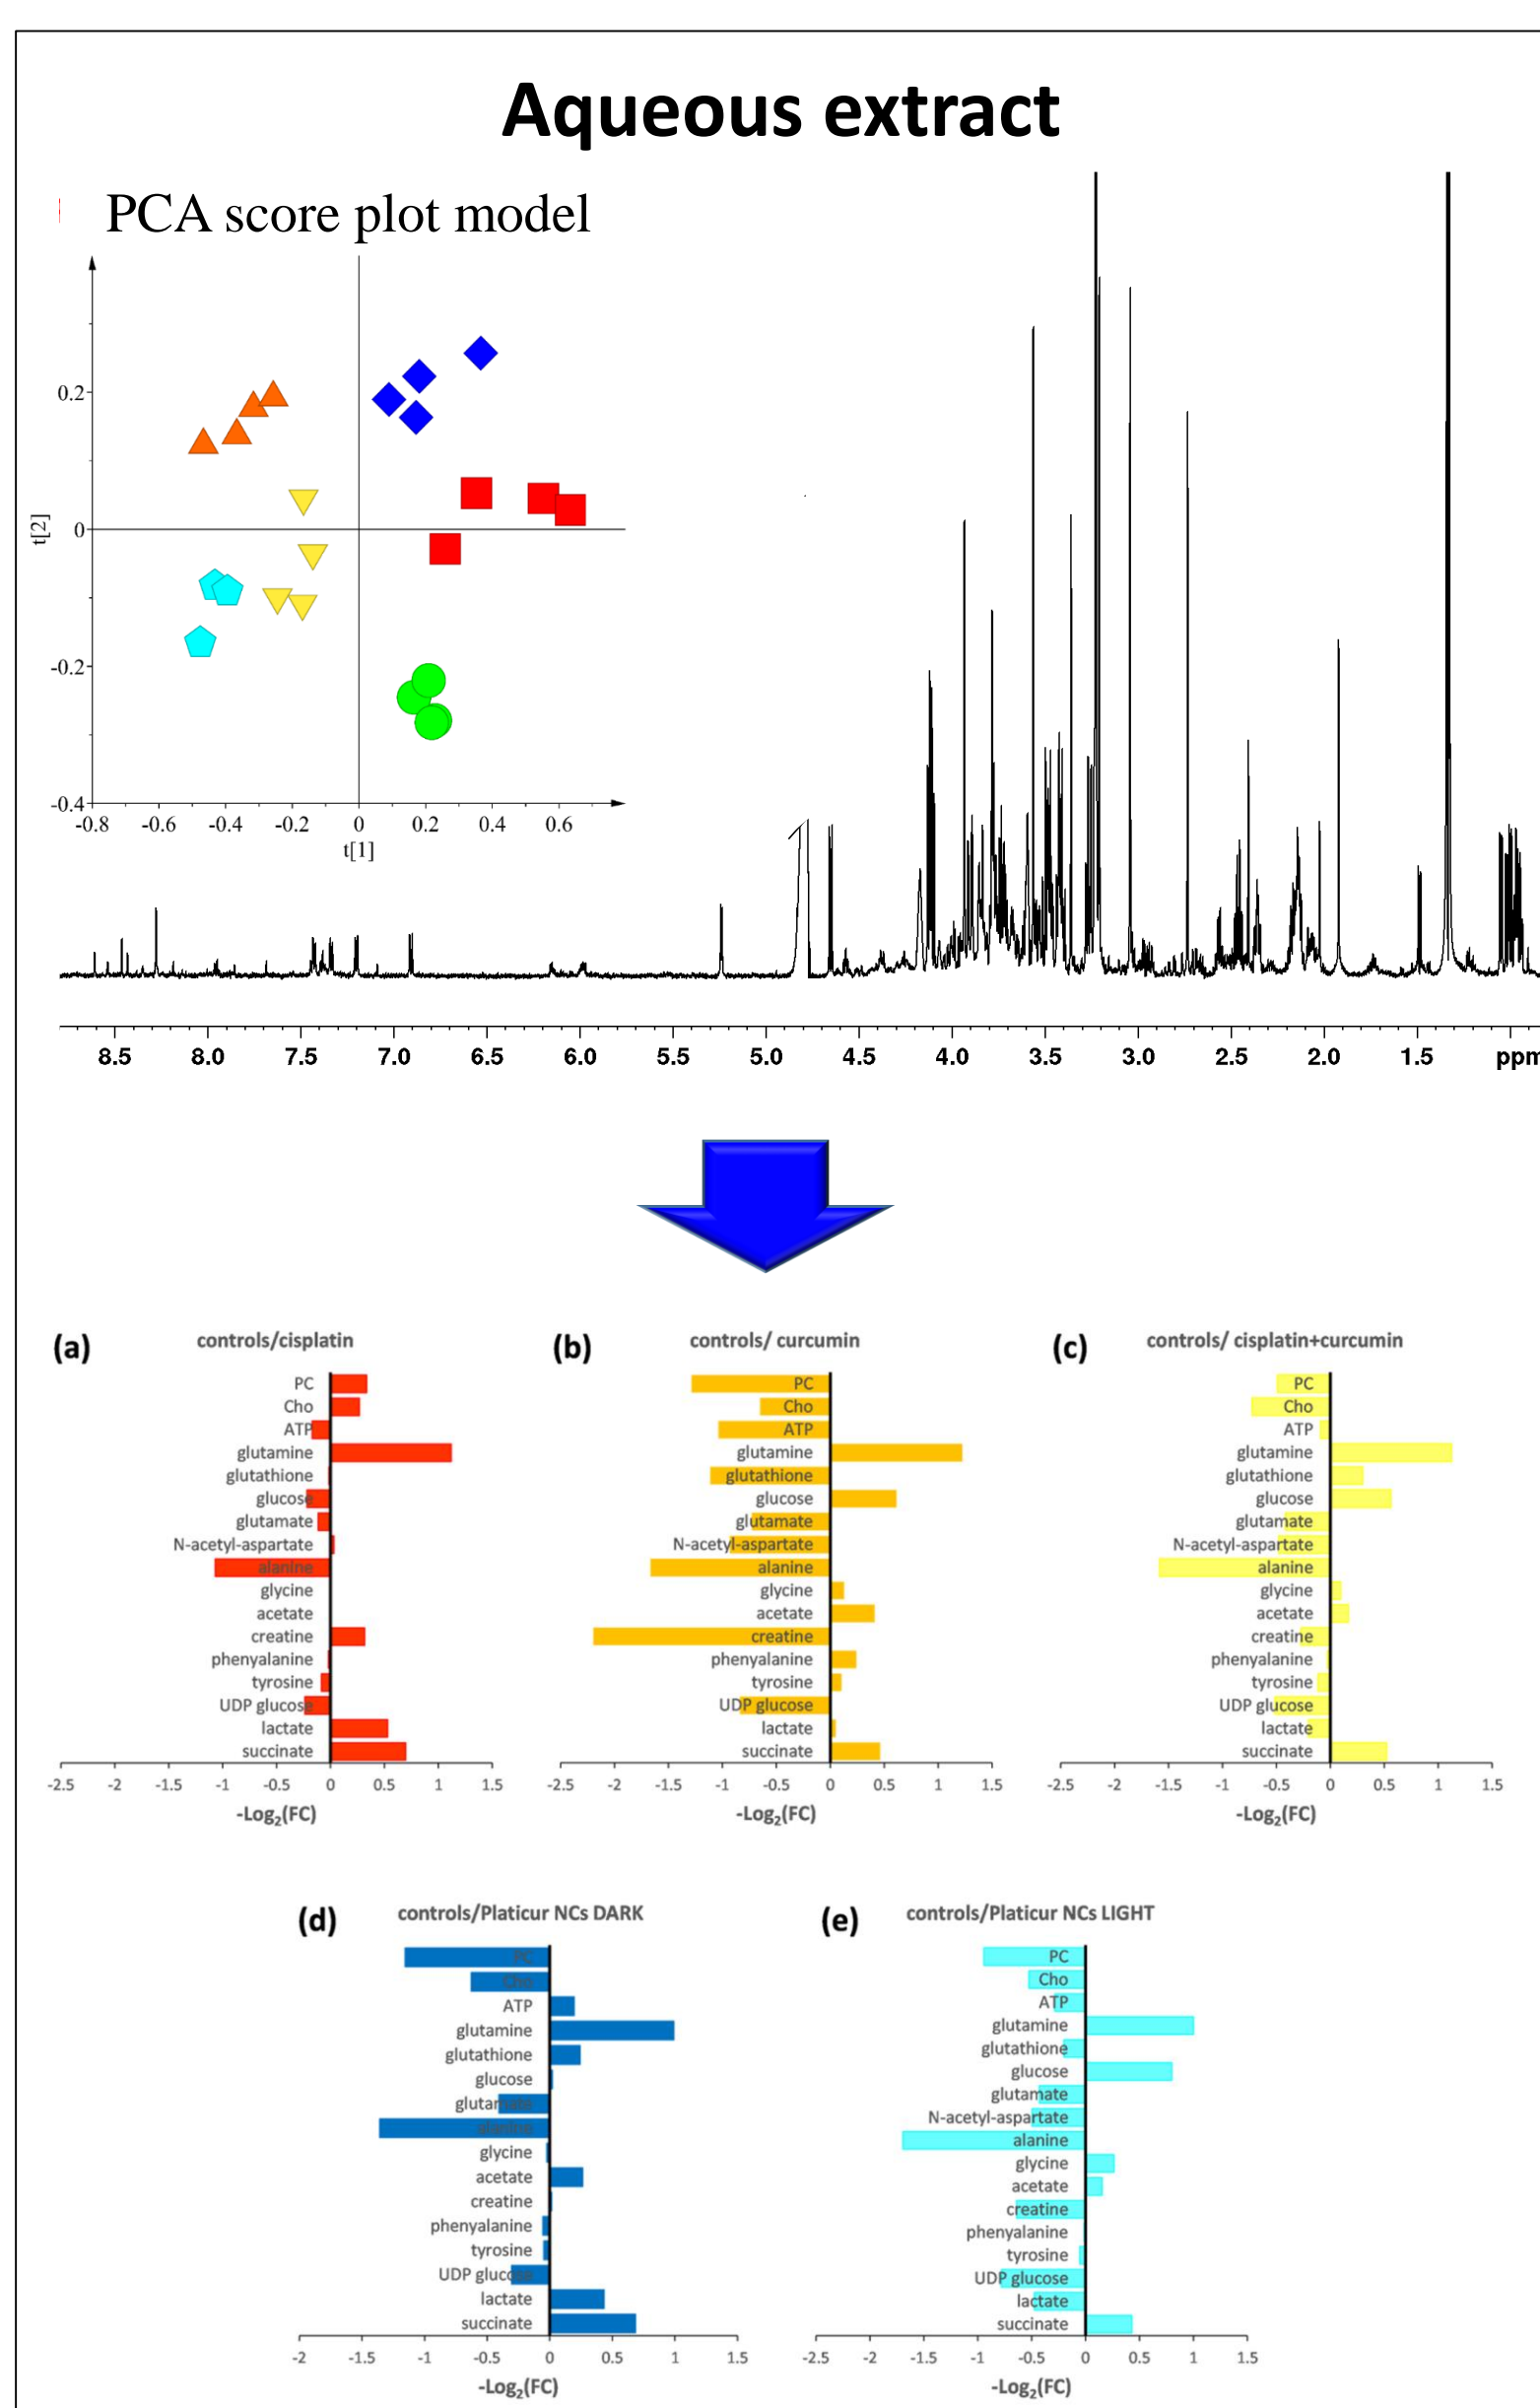 Aqueous extract
PCA score plot model
0.2
0
-0.2
-0.4
t[2]
-0.8 -0.6 -0.4 -0.2 0 0.2 0.4 0.6
t[1]
8.5 8.0 7.5 7.0 6.5 6.0 5.5 5.0 4.5 4.0 3.5 3.0 2.5 2.0 1.5 ppm
(a) controls/cisplatin
PC
Cho
ATP
glutamine
glutathione
glucose
glutamate
N-acetyl-aspartate
alanine
glycine
acetate
creatine
phenyalanine
tyrosine
UDP glucose
lactate
succinate
-2.5 -2 -1.5 -1 -0.5 0 0.5 1 1.5
-Log2(FC)
(b) controls/ curcumin
PC
Cho
ATP
glutamine
glutathione
glucose
glutamate
N-acetyl-aspartate
alanine
glycine
acetate
creatine
phenyalanine
tyrosine
UDP glucose
lactate
succinate
-2.5 -2 -1.5 -1 -0.5 0 0.5 1 1.5
-Log2(FC)
(c) controls/ cisplatin+curcumin
PC
Cho
ATP
glutamine
glutathione
glucose
glutamate
N-acetyl-aspartate
alanine
glycine
acetate
creatine
phenyalanine
tyrosine
UDP glucose
lactate
succinate
-2.5 -2 -1.5 -1 -0.5 0 0.5 1 1.5
-Log2(FC)
(d) controls/Platicur NCs DARK
PC
Cho
ATP
glutamine
glutathione
glucose
glutamate
alanine
glycine
acetate
creatine
phenyalanine
tyrosine
UDP glucose
lactate
succinate
-2 -1.5 -1 -0.5 0 0.5 1 1.5
-Log2(FC)
(e) controls/Platicur NCs LIGHT
PC
Cho
ATP
glutamine
glutathione
glucose
glutamate
N-acetyl-aspartate
alanine
glycine
acetate
creatine
phenyalanine
tyrosine
UDP glucose
lactate
succinate
-2.5 -2 -1.5 -1 -0.5 0 0.5 1 1.5
-Log2(FC)